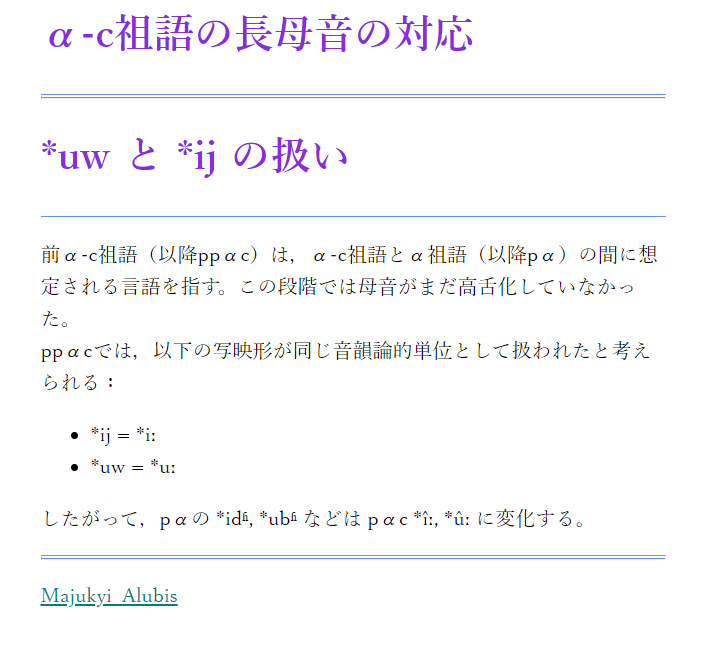 α-c祖語の長母音の対応
*uw と *ij の扱い
前α-c祖語（以降ppαc）は，α-c祖語とα祖語（以降pα）の間に想
定される言語を指す。この段階では母音がまだ高舌化していなかっ
た。
ppαcでは，以下の写映形が同じ音韻論的単位として扱われたと考え
られる：
• *ij = *iː
• *uw = *uː
したがって，pαの *idʱ, *ubʱ などは pαc *îː, *ûː に変化する。
Majukyi_Alubis